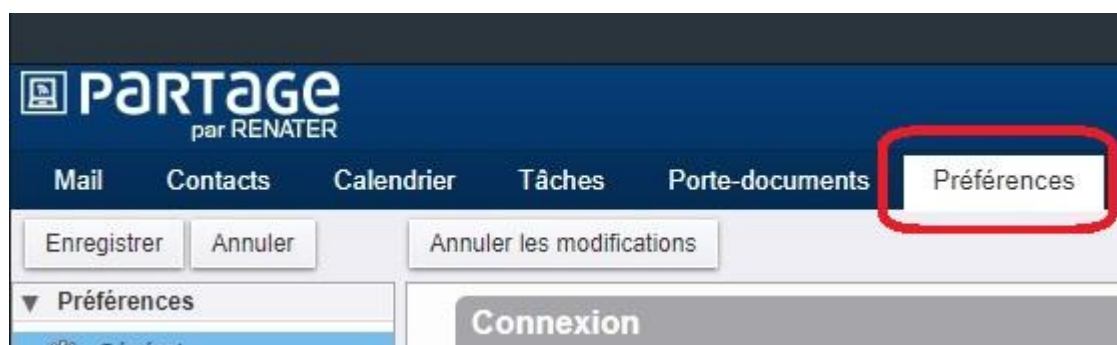 PaRTaGe
par RENATER
Mail Contacts Calendrier Tâches Porte-documents Préférences
Enregistrer Annuler Annuler les modifications
Préférences
Connexion